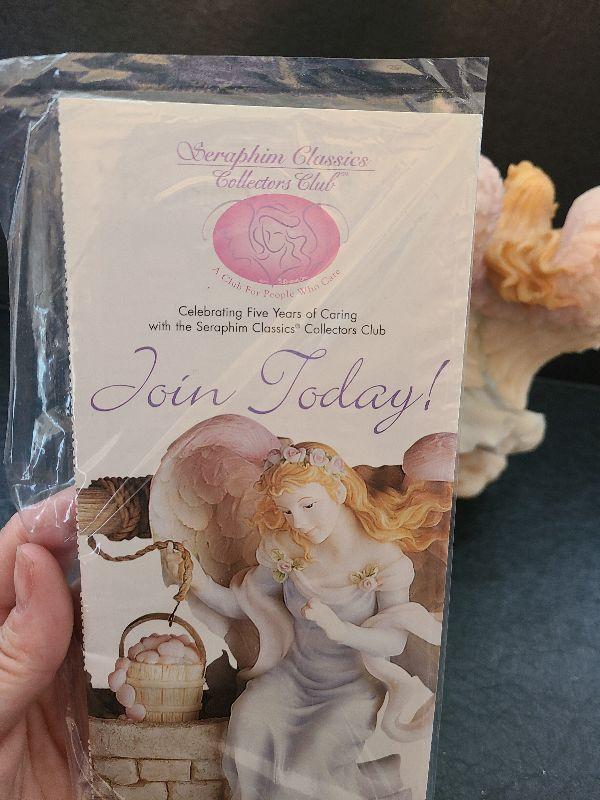 Seraphim Classics
Collectors Club™
A Club For People Who Care
Celebrating Five Years of Caring
with the Seraphim Classics® Collectors Club
Join Today!